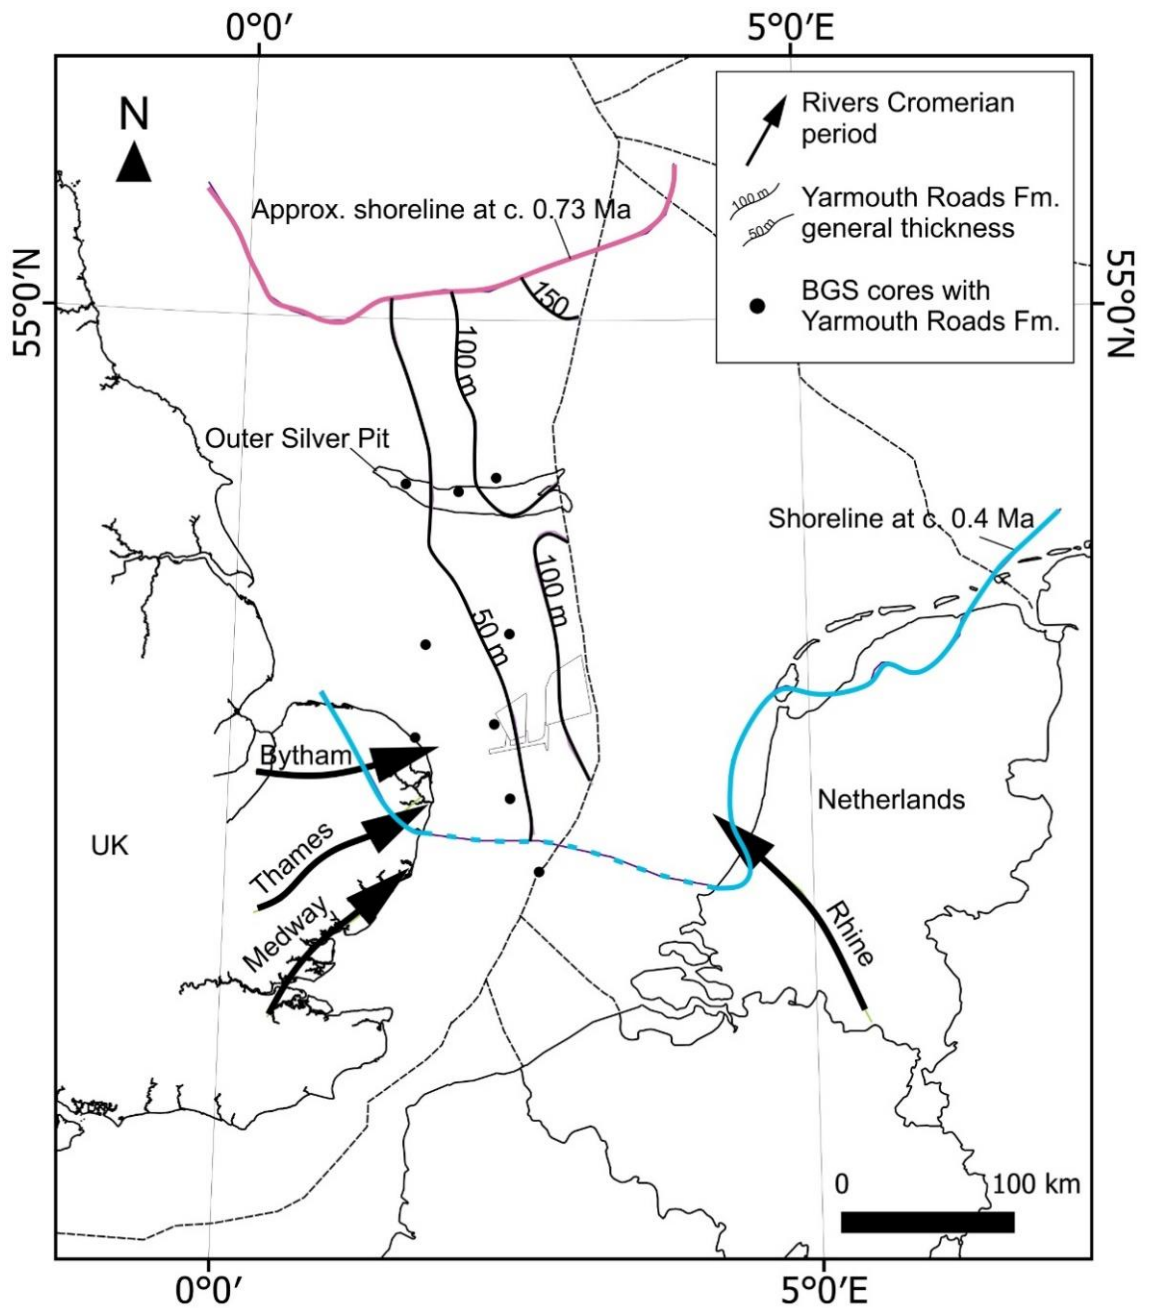 0°0′
5°0′E
N
Rivers Cromerian
period
100 m
50m
Yarmouth Roads Fm.
general thickness
BGS cores with
Yarmouth Roads Fm.
Approx. shoreline at c. 0.73 Ma
55°0′N
55°0′N
150
100 m
Outer Silver Pit
Shoreline at c. 0.4 Ma
100 m
50 m
Bytham
Netherlands
UK
Thames
Medway
Rhine
0
100 km
0°0′
5°0′E